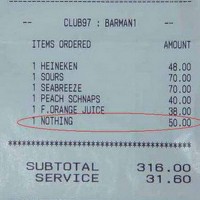 -- CLUB97 : BARMAN1 --
ITEMS ORDERED AMOUNT
1 HEINEKEN 48.00
1 SOURS 70.00
1 SEABREEZE 70.00
1 PEACH SCHNAPS 40.00
1 F.ORANGE JUICE 38.00
1 NOTHING 50.00
SUBTOTAL 316.00
SERVICE 31.60